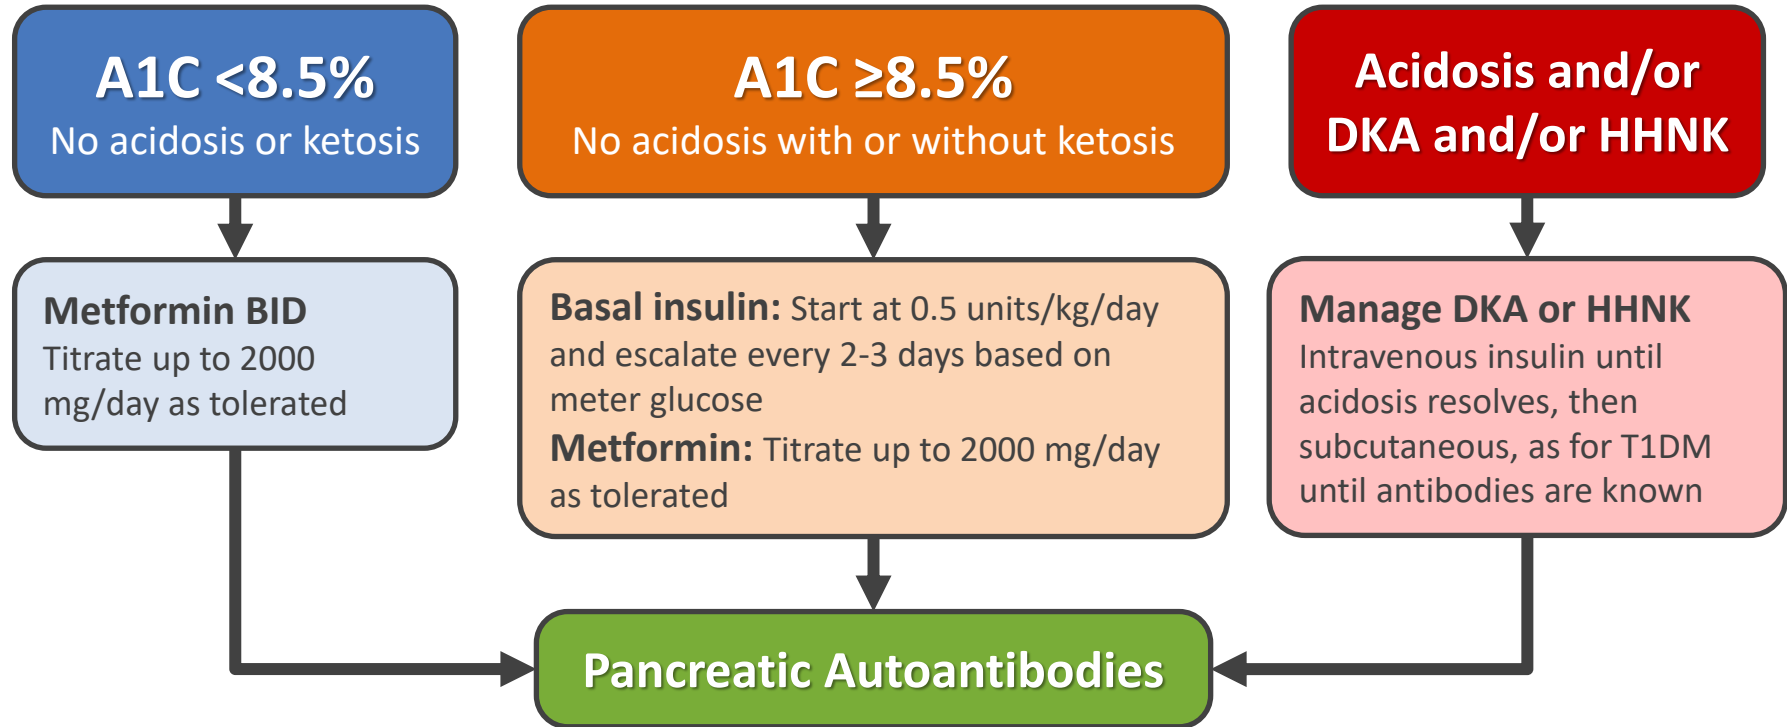 A1C <8.5%
No acidosis or ketosis
A1C ≥8.5%
No acidosis with or without ketosis
Acidosis and/or
DKA and/or HHNK
Metformin BID
Titrate up to 2000
mg/day as tolerated
Basal insulin: Start at 0.5 units/kg/day
and escalate every 2-3 days based on
meter glucose
Metformin: Titrate up to 2000 mg/day
as tolerated
Manage DKA or HHNK
Intravenous insulin until
acidosis resolves, then
subcutaneous, as for T1DM
until antibodies are known
Pancreatic Autoantibodies